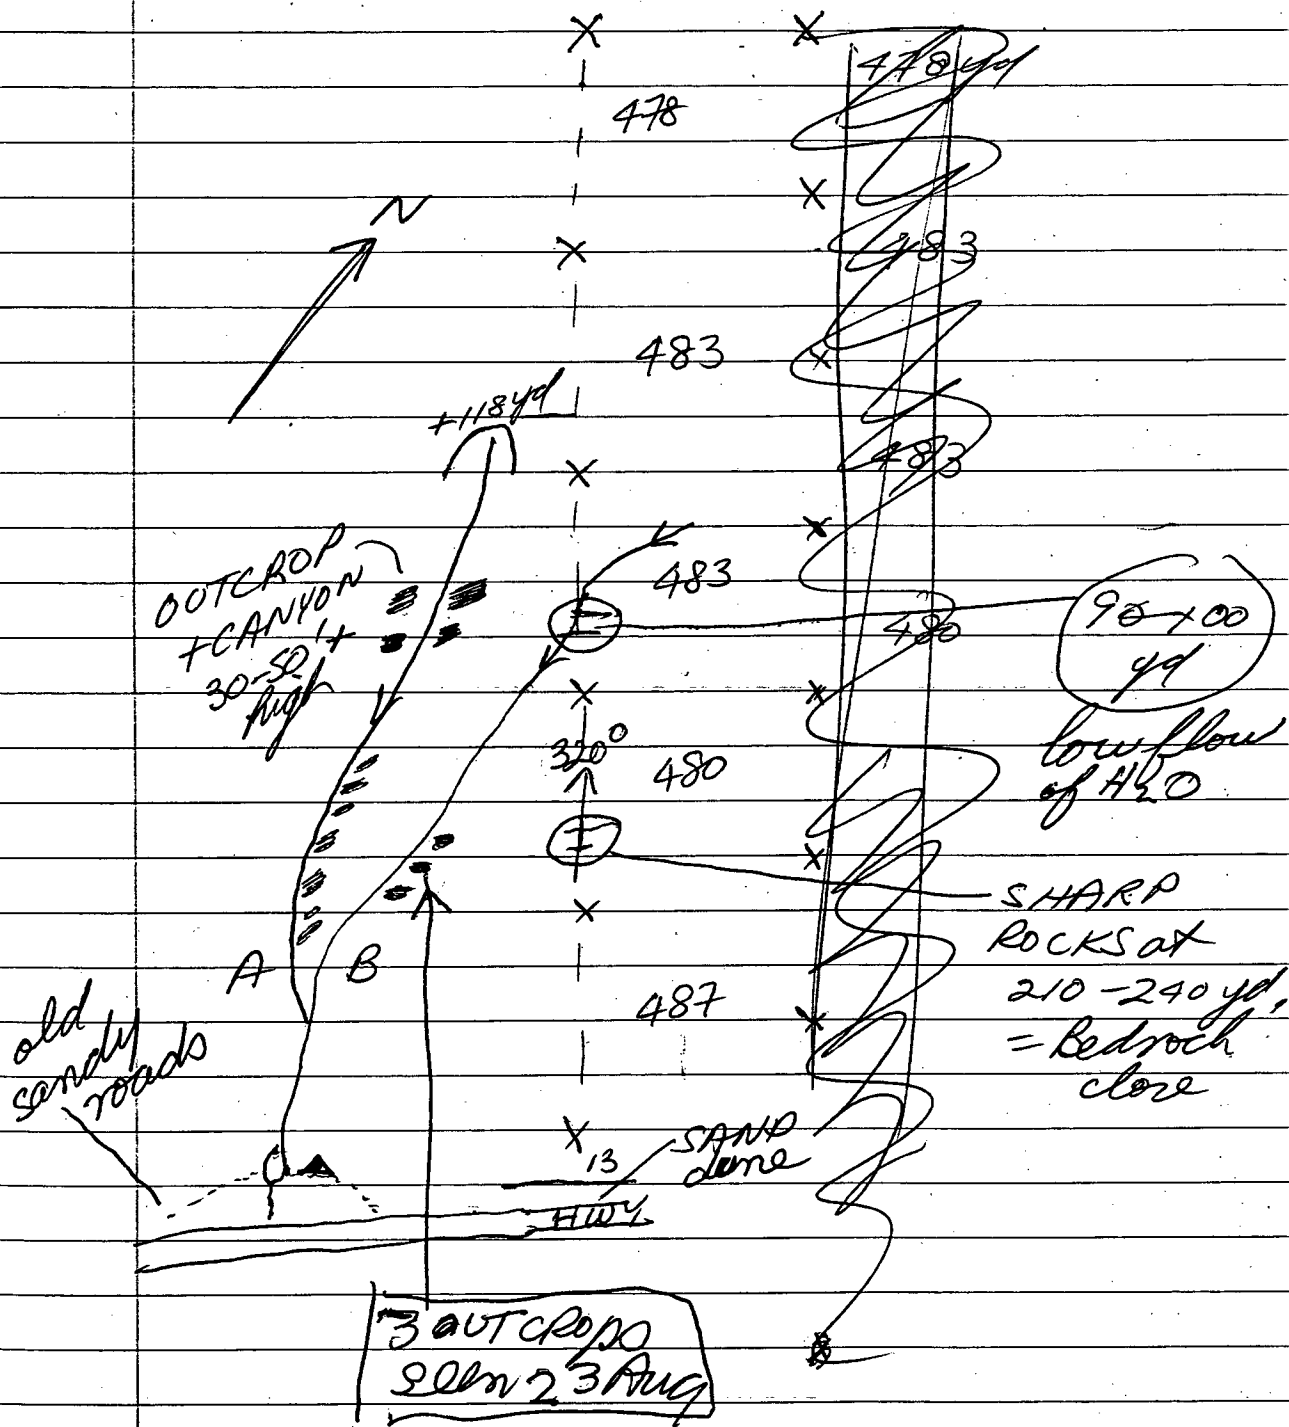 478 yd
478
N
483
483
+118 yd
483
OUTCROP
+ CANYON
30-50'+
high
483
480
yd
low flow
of H2O
320°
480
SHARP
ROCKS at
210-240 yd,
= Bedrock
close
A
B
487
old
sandy
roads
SAND
dune
13
HWY
3 OUTCROPS
seen 23 Aug